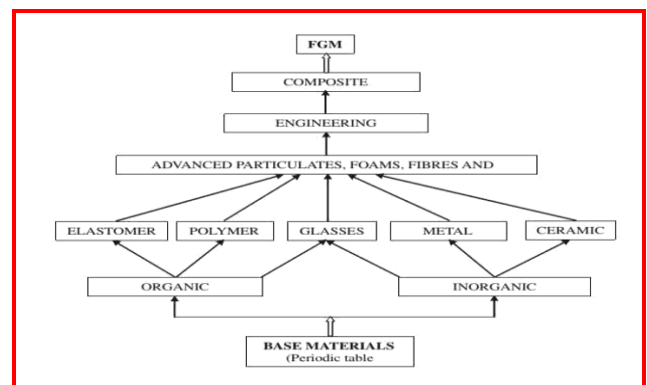 FGM
COMPOSITE
ENGINEERING
ADVANCED PARTICULATES, FOAMS, FIBRES AND
ELASTOMER
POLYMER
GLASSES
METAL
CERAMIC
ORGANIC
INORGANIC
BASE MATERIALS
(Periodic table